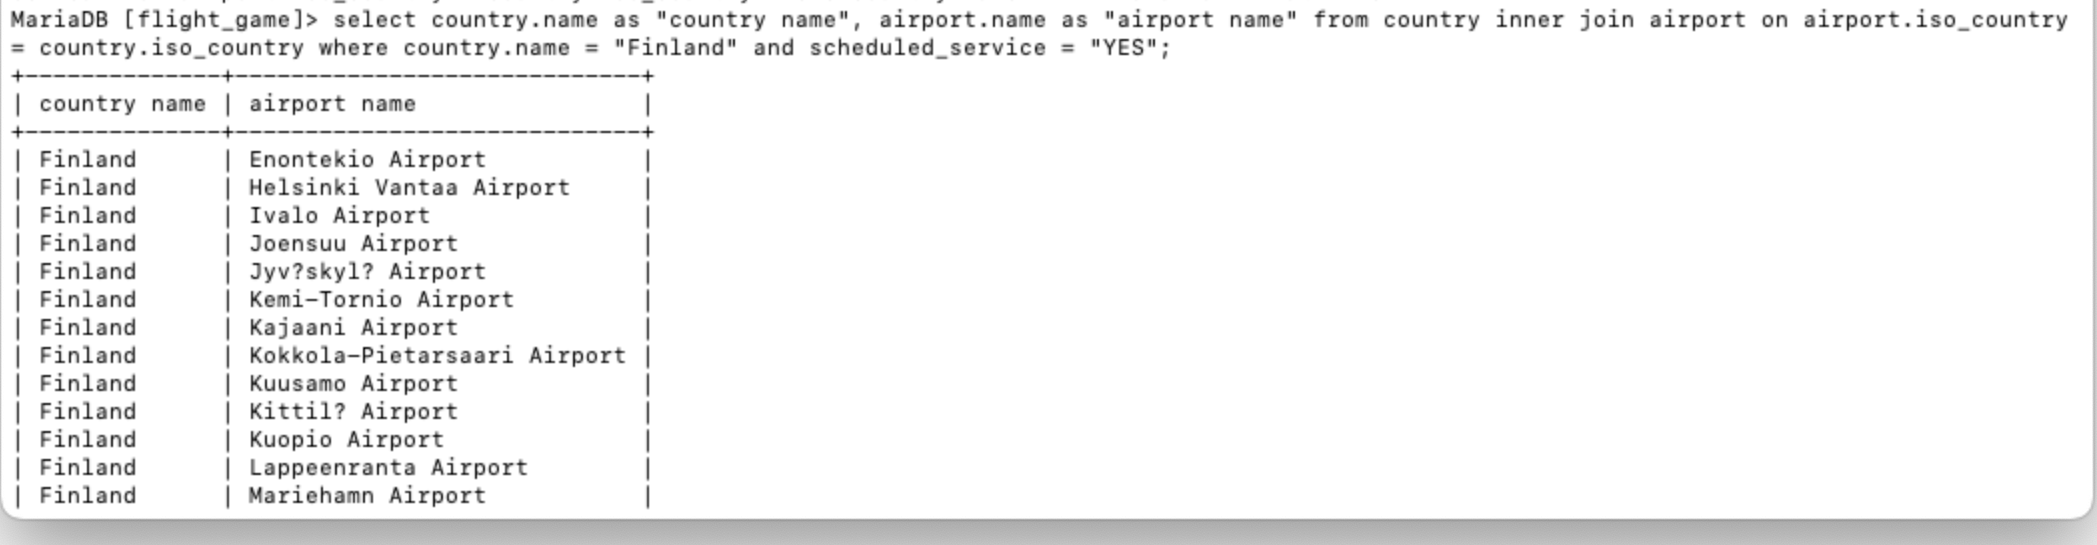 MariaDB [flight_game]> select country.name as "country name", airport.name as "airport name" from country inner join airport on airport.iso_country
= country.iso_country where country.name = "Finland" and scheduled_service = "YES";
+--------------+-----------------------------+
| country name | airport name                |
+--------------+-----------------------------+
| Finland      | Enontekio Airport           |
| Finland      | Helsinki Vantaa Airport     |
| Finland      | Ivalo Airport               |
| Finland      | Joensuu Airport             |
| Finland      | Jyv?skyl? Airport           |
| Finland      | Kemi-Tornio Airport         |
| Finland      | Kajaani Airport             |
| Finland      | Kokkola-Pietarsaari Airport |
| Finland      | Kuusamo Airport             |
| Finland      | Kittil? Airport             |
| Finland      | Kuopio Airport              |
| Finland      | Lappeenranta Airport        |
| Finland      | Mariehamn Airport           |